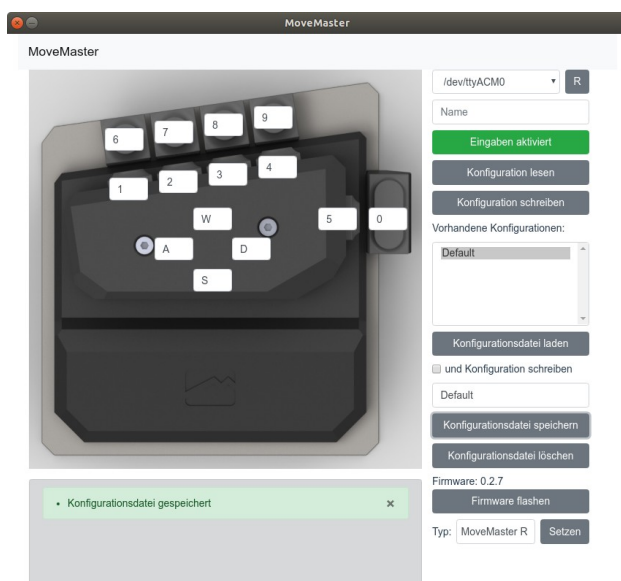 MoveMaster
MoveMaster
/dev/ttyACM0
R
Name
Eingaben aktiviert
Konfiguration lesen
Konfiguration schreiben
Vorhandene Konfigurationen:
Default
Konfigurationsdatei laden
und Konfiguration schreiben
Default
Konfigurationsdatei speichern
Konfigurationsdatei löschen
Firmware: 0.2.7
Firmware flashen
Typ: MoveMaster R Setzen
6 7 8 9
1 2 3 4
W 5 0
A D
S
Konfigurationsdatei gespeichert ×